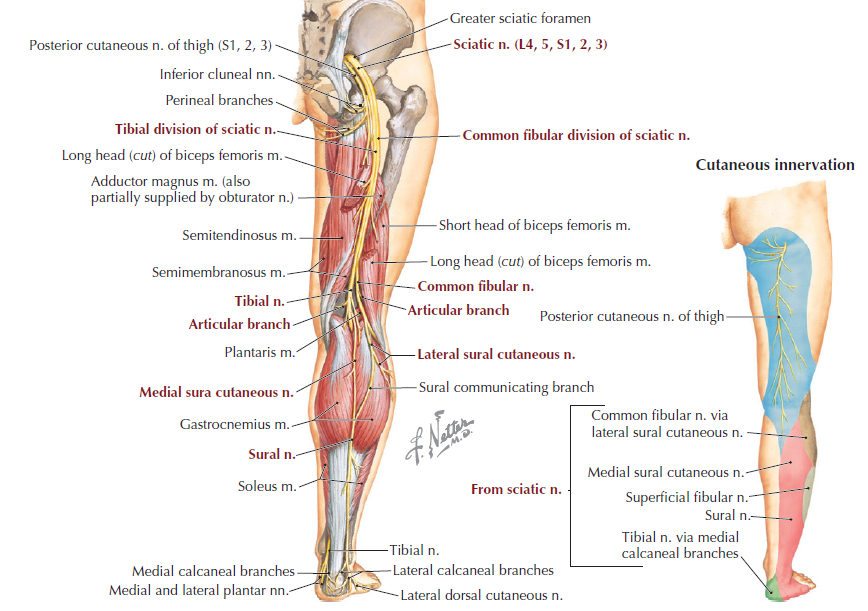 Greater sciatic foramen
Posterior cutaneous n. of thigh (S1, 2, 3)
Sciatic n. (L4, 5, S1, 2, 3)
Inferior cluneal nn.
Perineal branches
Tibial division of sciatic n.
Common fibular division of sciatic n.
Long head (cut) of biceps femoris m.
Adductor magnus m. (also
partially supplied by obturator n.)
Semitendinosus m.
Short head of biceps femoris m.
Semimembranosus m.
Long head (cut) of biceps femoris m.
Common fibular n.
Tibial n.
Articular branch
Articular branch
Plantaris m.
Lateral sural cutaneous n.
Medial sura cutaneous n.
Sural communicating branch
Gastrocnemius m.
F. Netter
M.D.
Sural n.
Soleus m.
Tibial n.
Medial calcaneal branches
Lateral calcaneal branches
Medial and lateral plantar nn.
Lateral dorsal cutaneous n.
Cutaneous innervation
Posterior cutaneous n. of thigh
From sciatic n.
Common fibular n. via
lateral sural cutaneous n.
Medial sural cutaneous n.
Superficial fibular n.
Sural n.
Tibial n. via medial
calcaneal branches